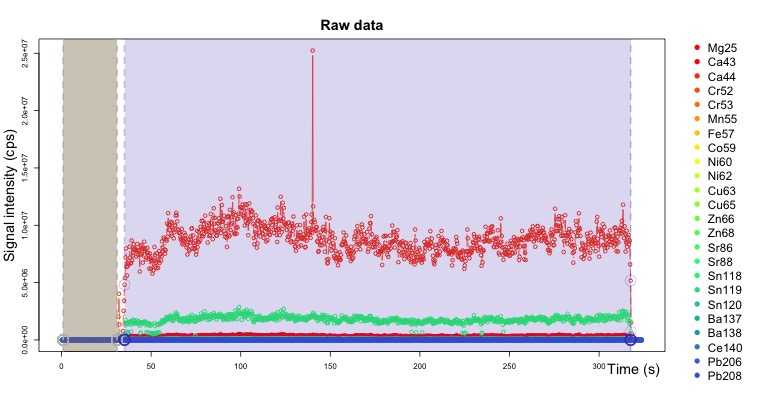 Raw data
Signal intensity (cps)
2.5e+07
2.0e+07
1.5e+07
1.0e+07
5.0e+06
0.0e+00
0 50 100 150 200 250 300
Time (s)
Mg25
Ca43
Ca44
Cr52
Cr53
Mn55
Fe57
Co59
Ni60
Ni62
Cu63
Cu65
Zn66
Zn68
Sr86
Sr88
Sn118
Sn119
Sn120
Ba137
Ba138
Ce140
Pb206
Pb208